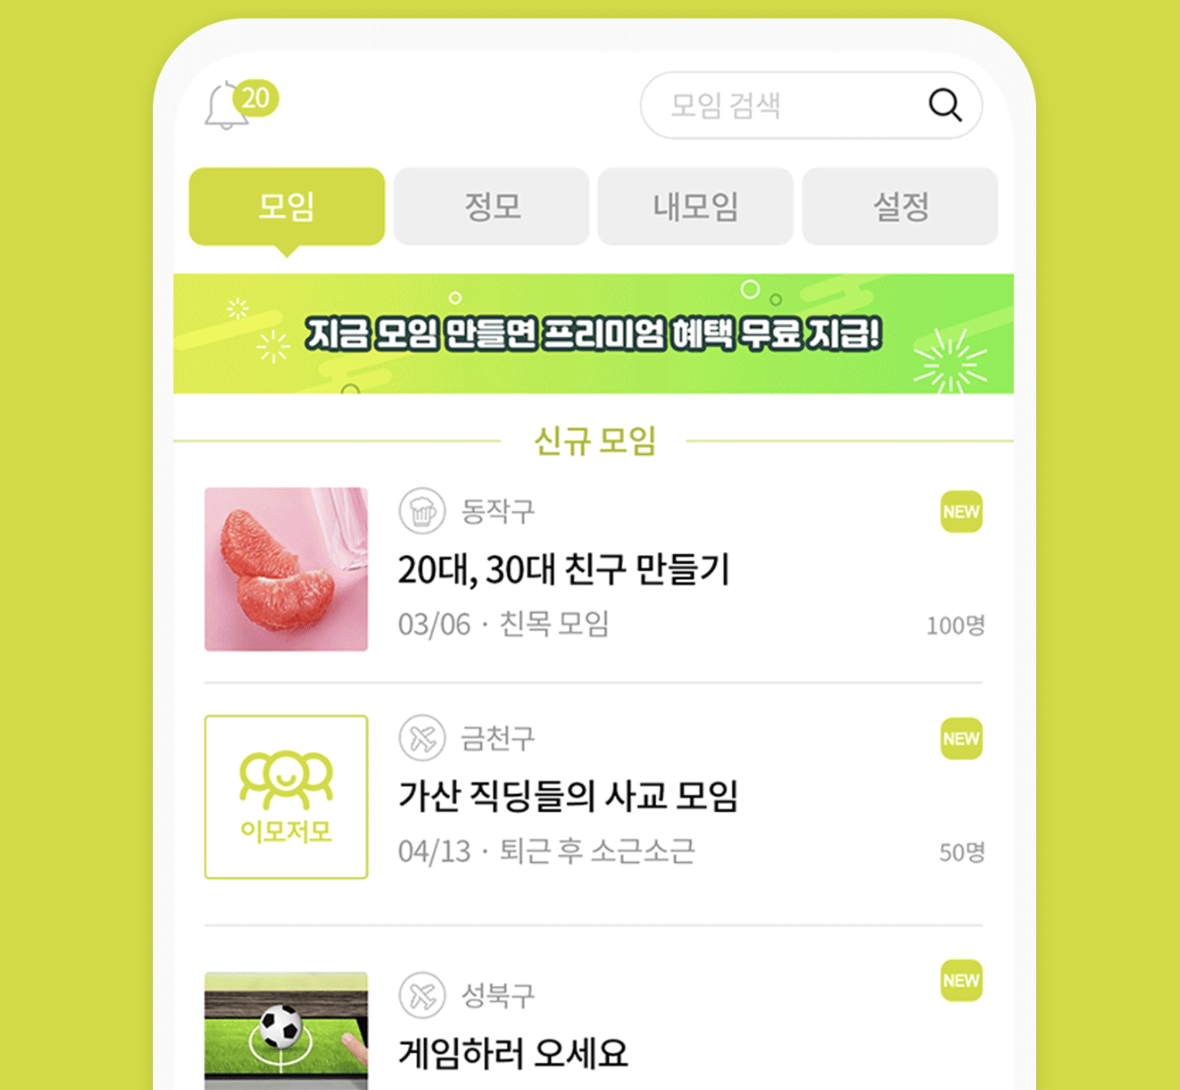 20
모임 검색
모임
정모
내모임
설정
지금 모임 만들면 프리미엄 혜택 무료 지급!
신규 모임
동작구
NEW
20대, 30대 친구 만들기
03/06 · 친목 모임
100명
이모저모
금천구
NEW
가산 직딩들의 사교 모임
04/13 · 퇴근 후 소근소근
50명
성북구
NEW
게임하러 오세요